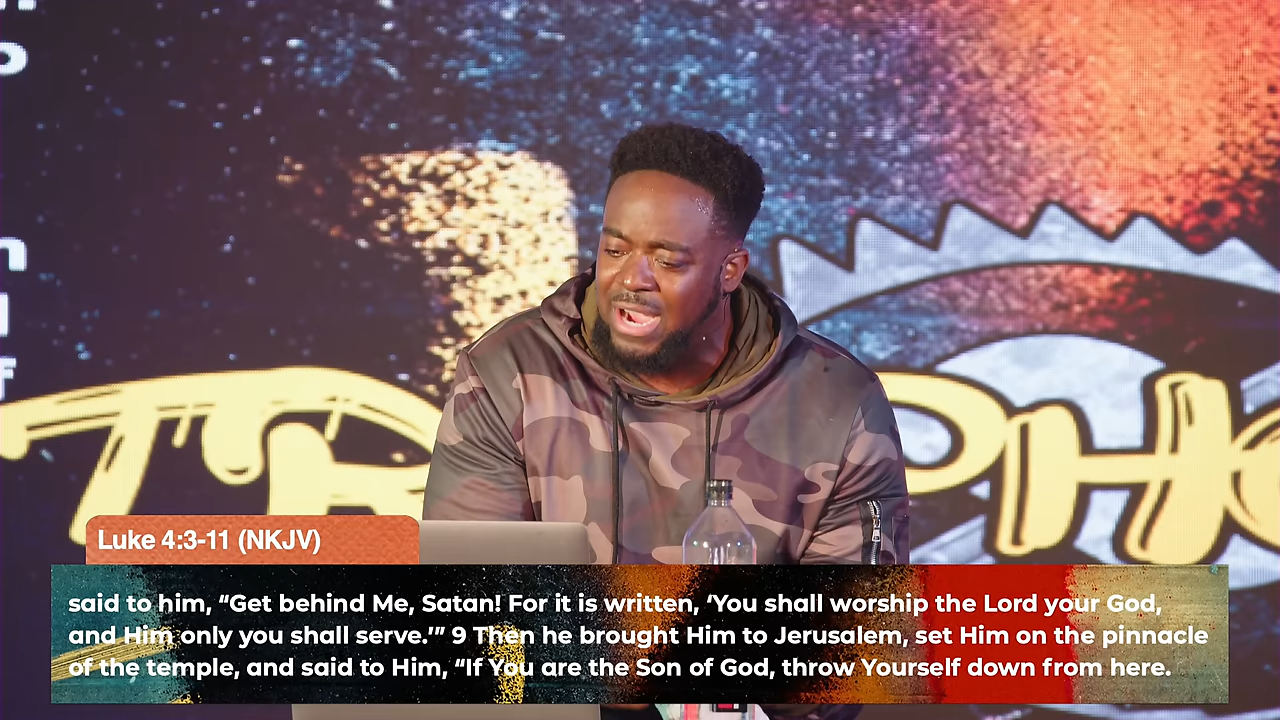 Luke 4:3-11 (NKJV)
said to him, “Get behind Me, Satan! For it is written, ‘You shall worship the Lord your God,
and Him only you shall serve.’” 9 Then he brought Him to Jerusalem, set Him on the pinnacle
of the temple, and said to Him, “If You are the Son of God, throw Yourself down from here.